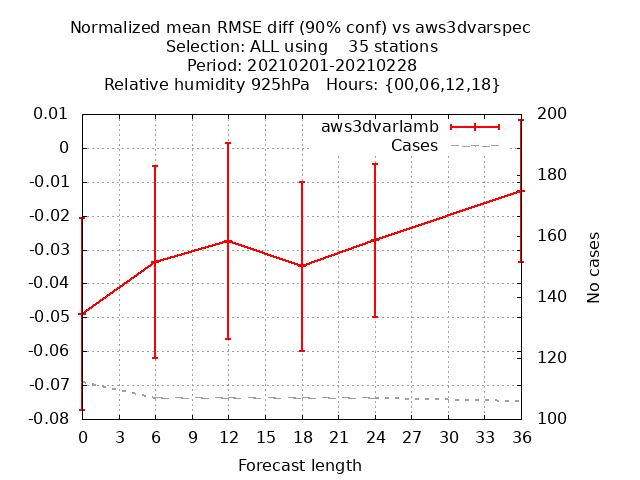 Normalized mean RMSE diff (90% conf) vs aws3dvarspec
Selection: ALL using    35 stations
Period: 20210201-20210228
Relative humidity 925hPa   Hours: {00,06,12,18}
0.01
0
-0.01
-0.02
-0.03
-0.04
-0.05
-0.06
-0.07
-0.08
aws3dvarlamb
Cases
200
180
160
140
120
100
No cases
0 3 6 9 12 15 18 21 24 27 30 33 36
Forecast length